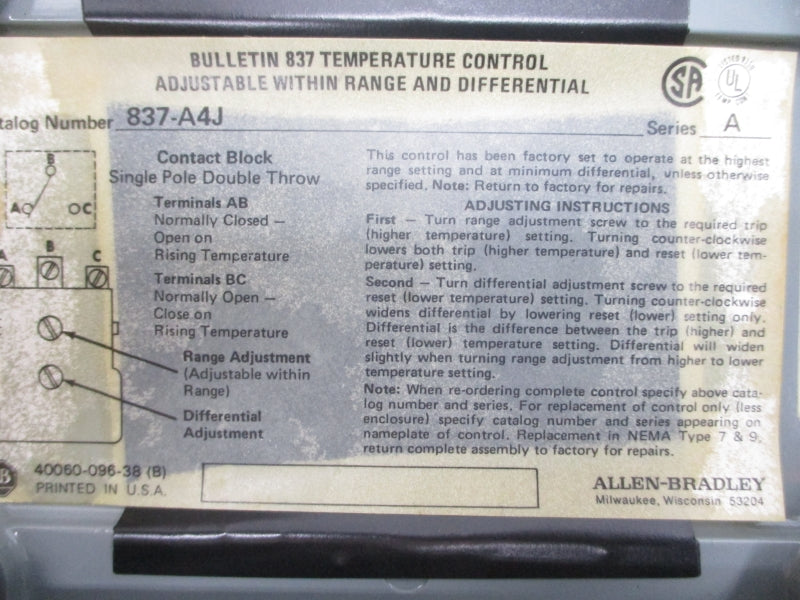 BULLETIN 837 TEMPERATURE CONTROL
ADJUSTABLE WITHIN RANGE AND DIFFERENTIAL
SA
LISTED
UL
talog Number 837-A4J
Series A
B
A C
A B C
Contact Block
Single Pole Double Throw
Terminals AB
Normally Closed —
Open on
Rising Temperature
Terminals BC
Normally Open —
Close on
Rising Temperature
Range Adjustment
(Adjustable within
Range)
Differential
Adjustment
This control has been factory set to operate at the highest
range setting and at minimum differential, unless otherwise
specified. Note: Return to factory for repairs.
ADJUSTING INSTRUCTIONS
First — Turn range adjustment screw to the required trip
(higher temperature) setting. Turning counter-clockwise
lowers both trip (higher temperature) and reset (lower tem-
perature) setting.
Second — Turn differential adjustment screw to the required
reset (lower temperature) setting. Turning counter-clockwise
widens differential by lowering reset (lower) setting only.
Differential is the difference between the trip (higher) and
reset (lower) temperature setting. Differential will widen
slightly when turning range adjustment from higher to lower
temperature setting.
Note: When re-ordering complete control specify above cata-
log number and series. For replacement of control only (less
enclosure) specify catalog number and series appearing on
nameplate of control. Replacement in NEMA Type 7 & 9,
return complete assembly to factory for repairs.
40060-096-38 (B)
PRINTED IN U.S.A.
ALLEN-BRADLEY
Milwaukee, Wisconsin 53204